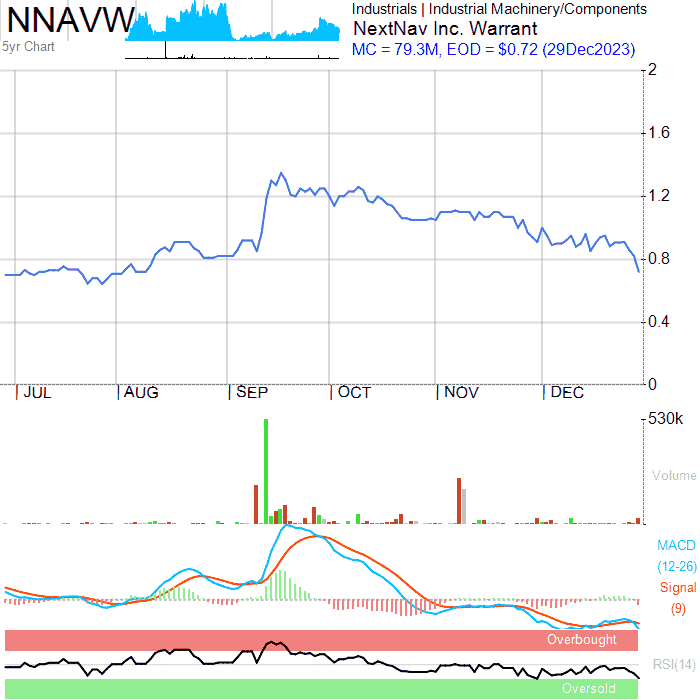 NNAVW
5yr Chart
Industrials | Industrial Machinery/Components
NextNav Inc. Warrant
MC = 79.3M, EOD = $0.72 (29Dec2023)
2
1.6
1.2
0.8
0.4
0
JUL AUG SEP OCT NOV DEC
530k
Volume
MACD
(12-26)
Signal
(9)
Overbought
RSI(14)
Oversold